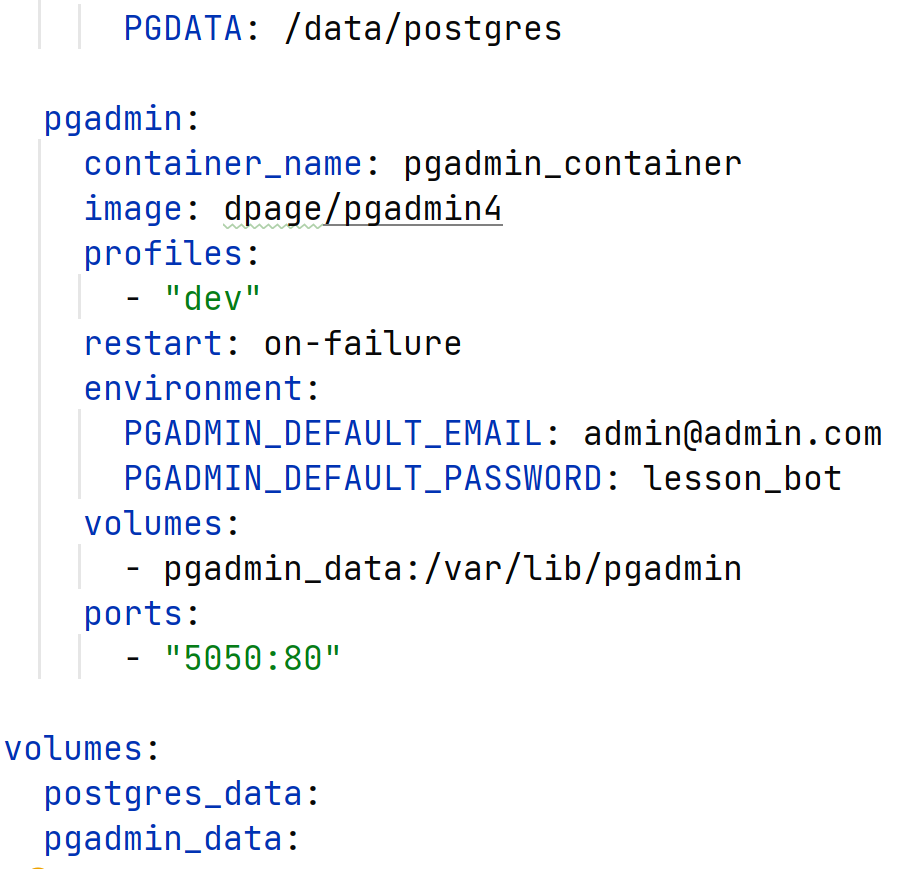 PGDATA: /data/postgres
pgadmin:
container_name: pgadmin_container
image: dpage/pgadmin4
profiles:
- "dev"
restart: on-failure
environment:
PGADMIN_DEFAULT_EMAIL: admin@admin.com
PGADMIN_DEFAULT_PASSWORD: lesson_bot
volumes:
- pgadmin_data:/var/lib/pgadmin
ports:
- "5050:80"
volumes:
postgres_data:
pgadmin_data: